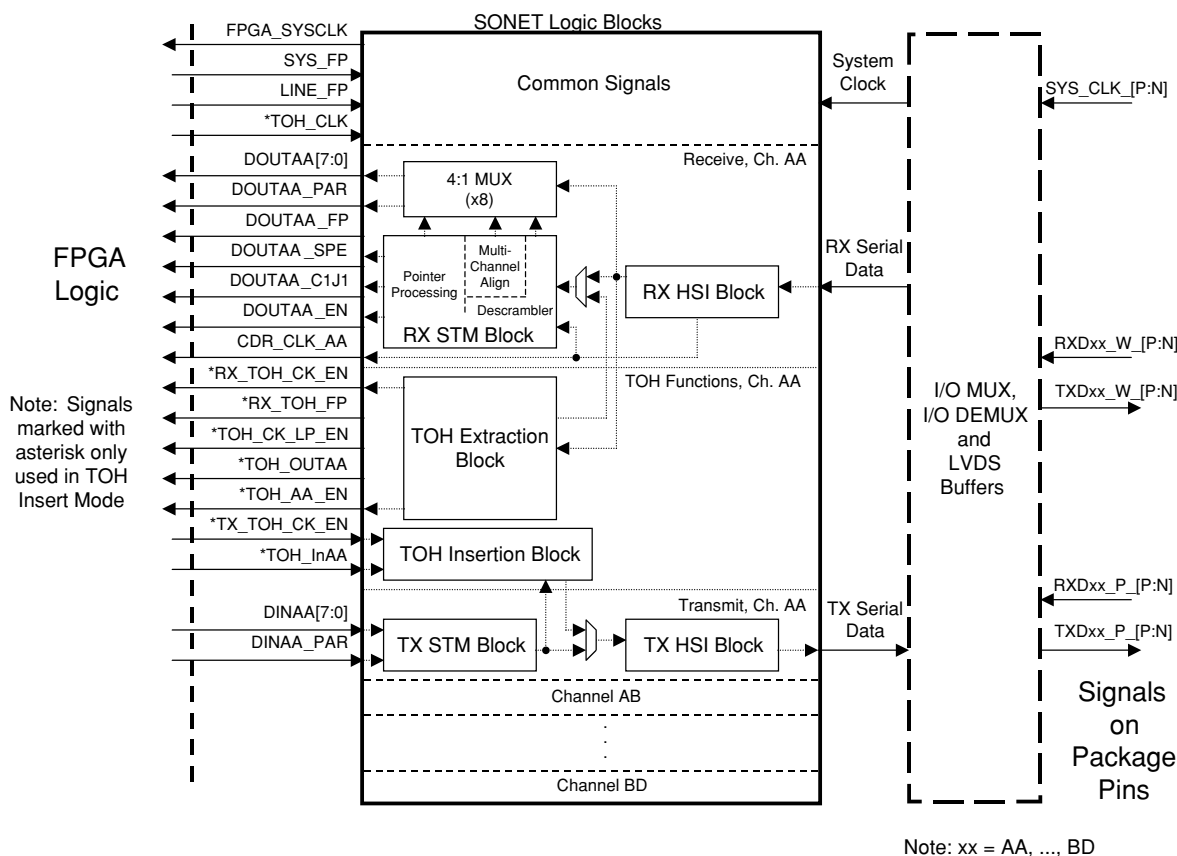 SONET Logic Blocks
FPGA_SYSCLK
SYS_FP
LINE_FP
*TOH_CLK
Common Signals
System
Clock
SYS_CLK_[P:N]
Receive, Ch. AA
DOUTAA[7:0]
DOUTAA_PAR
DOUTAA_FP
DOUTAA_SPE
DOUTAA_C1J1
DOUTAA_EN
CDR_CLK_AA
4:1 MUX
(x8)
Multi-
Channel
Align
Pointer
Processing
Descrambler
RX STM Block
RX HSI Block
RX Serial
Data
FPGA
Logic
RXDxx_W_[P:N]
TXDxx_W_[P:N]
TOH Functions, Ch. AA
*RX_TOH_CK_EN
*RX_TOH_FP
*TOH_CK_LP_EN
*TOH_OUTAA
*TOH_AA_EN
*TX_TOH_CK_EN
*TOH_InAA
Note: Signals
marked with
asterisk only
used in TOH
Insert Mode
TOH Extraction
Block
TOH Insertion Block
I/O MUX,
I/O DEMUX
and
LVDS
Buffers
Transmit, Ch. AA
DINAA[7:0]
DINAA_PAR
TX STM Block
TX HSI Block
TX Serial
Data
RXDxx_P_[P:N]
TXDxx_P_[P:N]
Channel AB
.
.
.
Channel BD
Signals
on
Package
Pins
Note: xx = AA, ..., BD